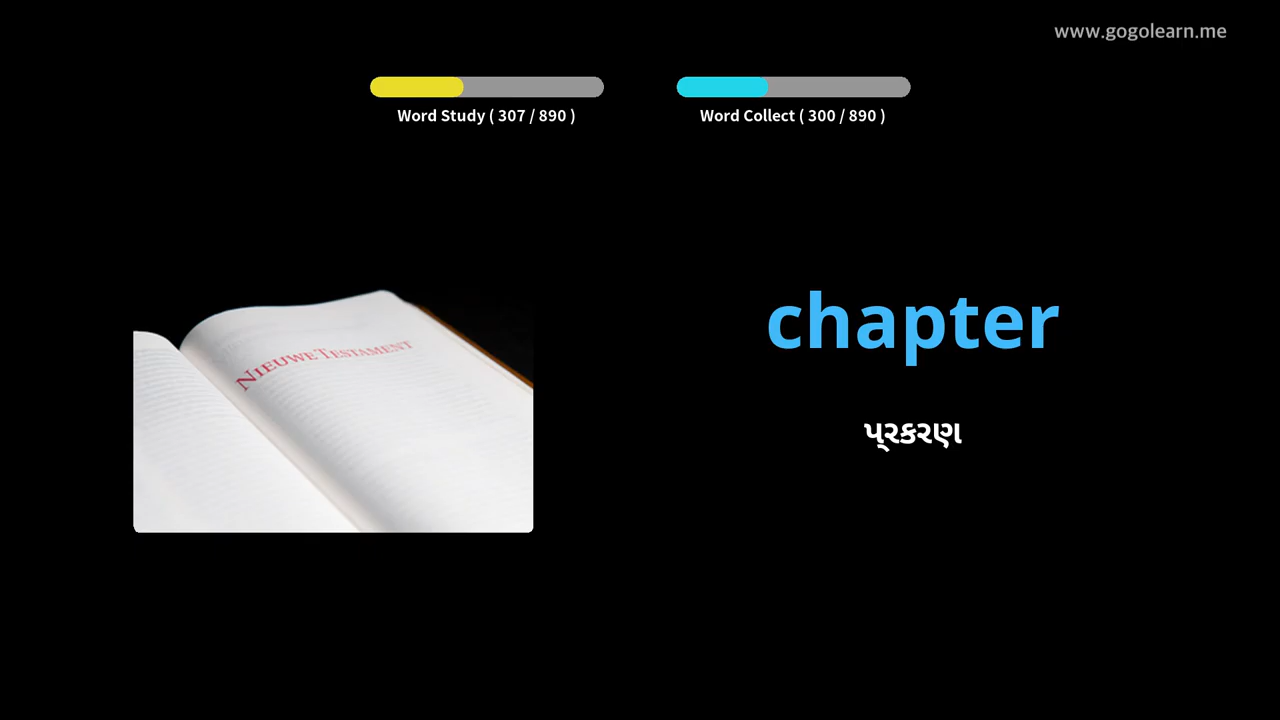 www.gogolearn.me
Word Study ( 307 / 890 )
Word Collect ( 300 / 890 )
NIEUWE TESTAMENT
chapter
પ્રકરણ